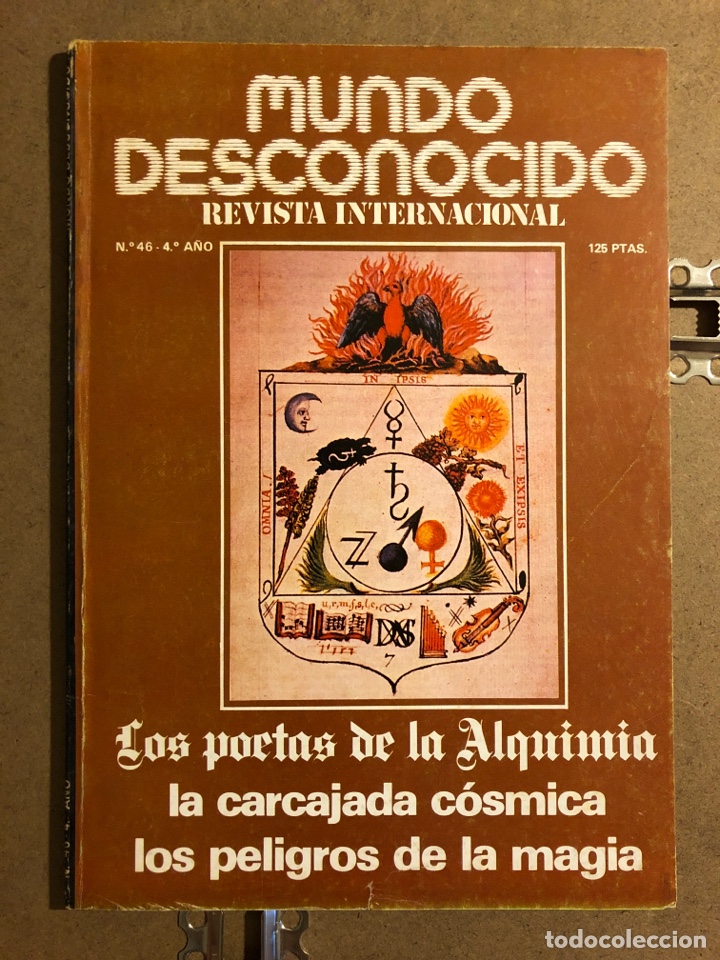 MUNDO
DESCONOCIDO
REVISTA INTERNACIONAL
N.º 46 - 4.º AÑO
125 PTAS.
IN IPSIS
OMNIA
ET EXIPSIS
7
Los poetas de la Alquimia
la carcajada cósmica
los peligros de la magia
todocoleccion